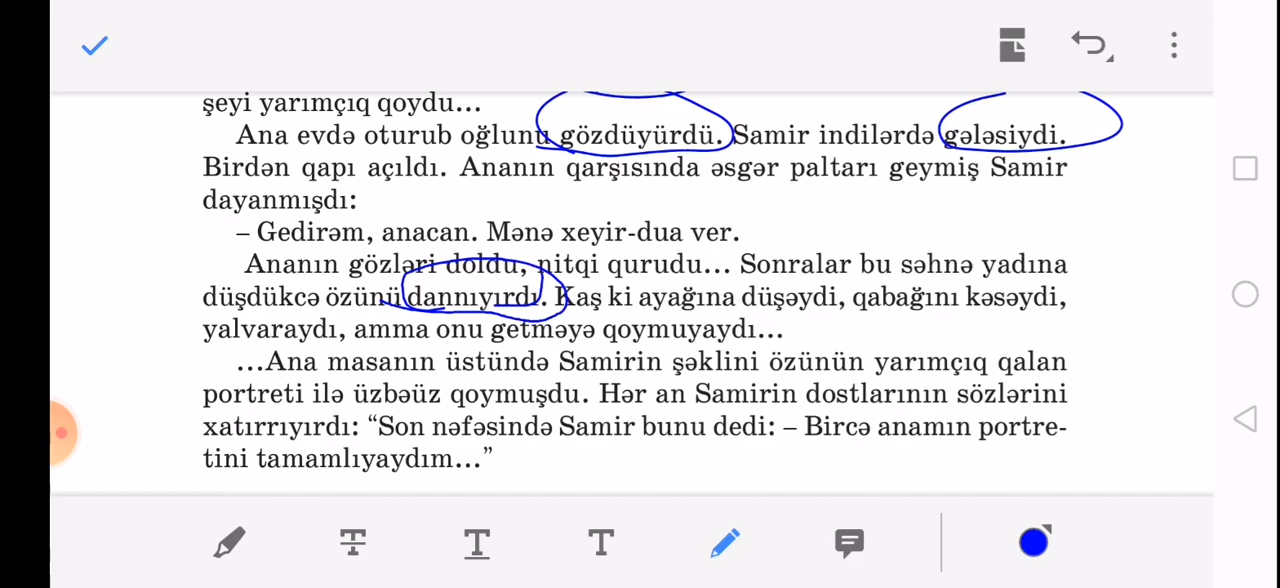 şeyi yarımçıq qoydu...
Ana evdə oturub oğlunu gözdüyürdü. Samir indilərdə gələsiydi.
Birdən qapı açıldı. Ananın qarşısında əsgər paltarı geymiş Samir
dayanmışdı:
– Gedirəm, anacan. Mənə xeyir-dua ver.
Ananın gözləri doldu, nitqi qurudu... Sonralar bu səhnə yadına
düşdükcə özünü dannıyırdı. Kaş ki ayağına düşəydi, qabağını kəsəydi,
yalvaraydı, amma onu getməyə qoymuyaydı...
...Ana masanın üstündə Samirin şəklini özünün yarımçıq qalan
portreti ilə üzbəüz qoymuşdu. Hər an Samirin dostlarının sözlərini
xatırrıyırdı: “Son nəfəsində Samir bunu dedi: – Bircə anamın portre-
tini tamamlıyaydım...”
T T T